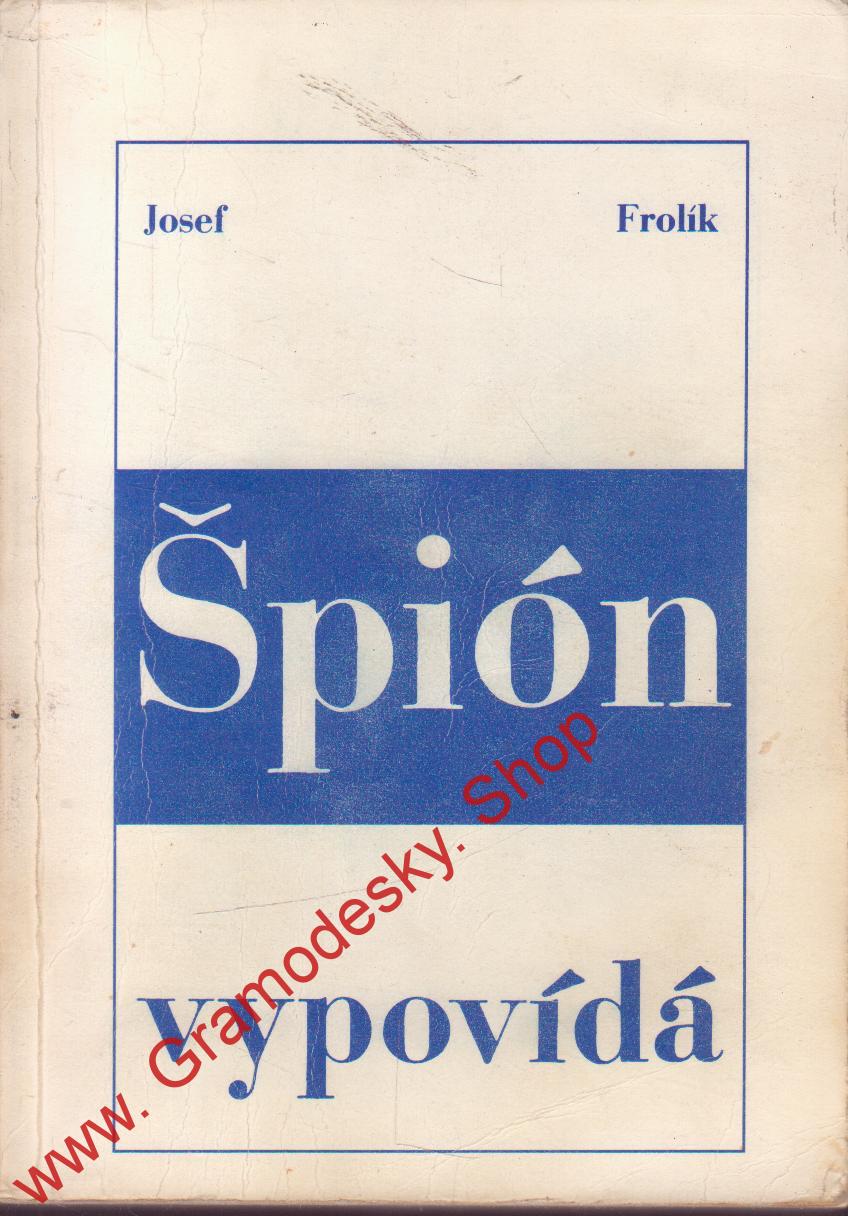 Josef Frolík
Špión
vypovídá
www. Gramodesky. Shop